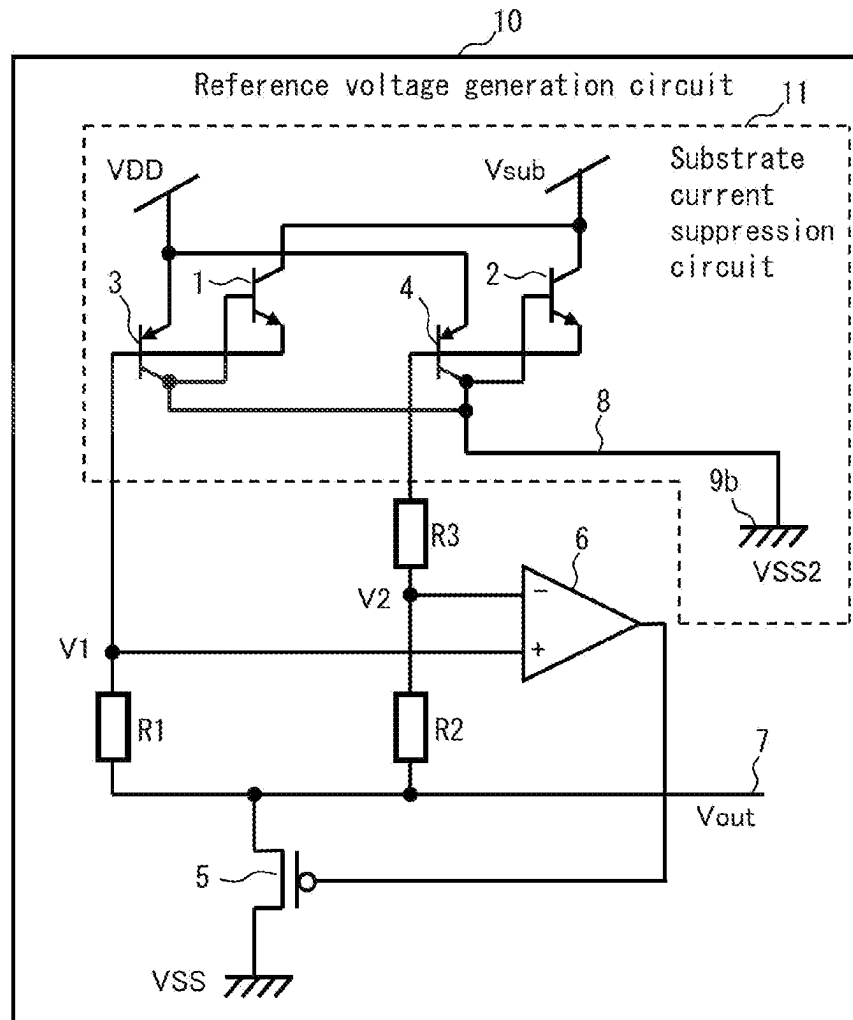 10
Reference voltage generation circuit
11
VDD
Vsub
Substrate
current
suppression
circuit
3
1
4
2
8
9b
VSS2
R3
6
V2
−
V1
+
R1
R2
7
Vout
5
VSS